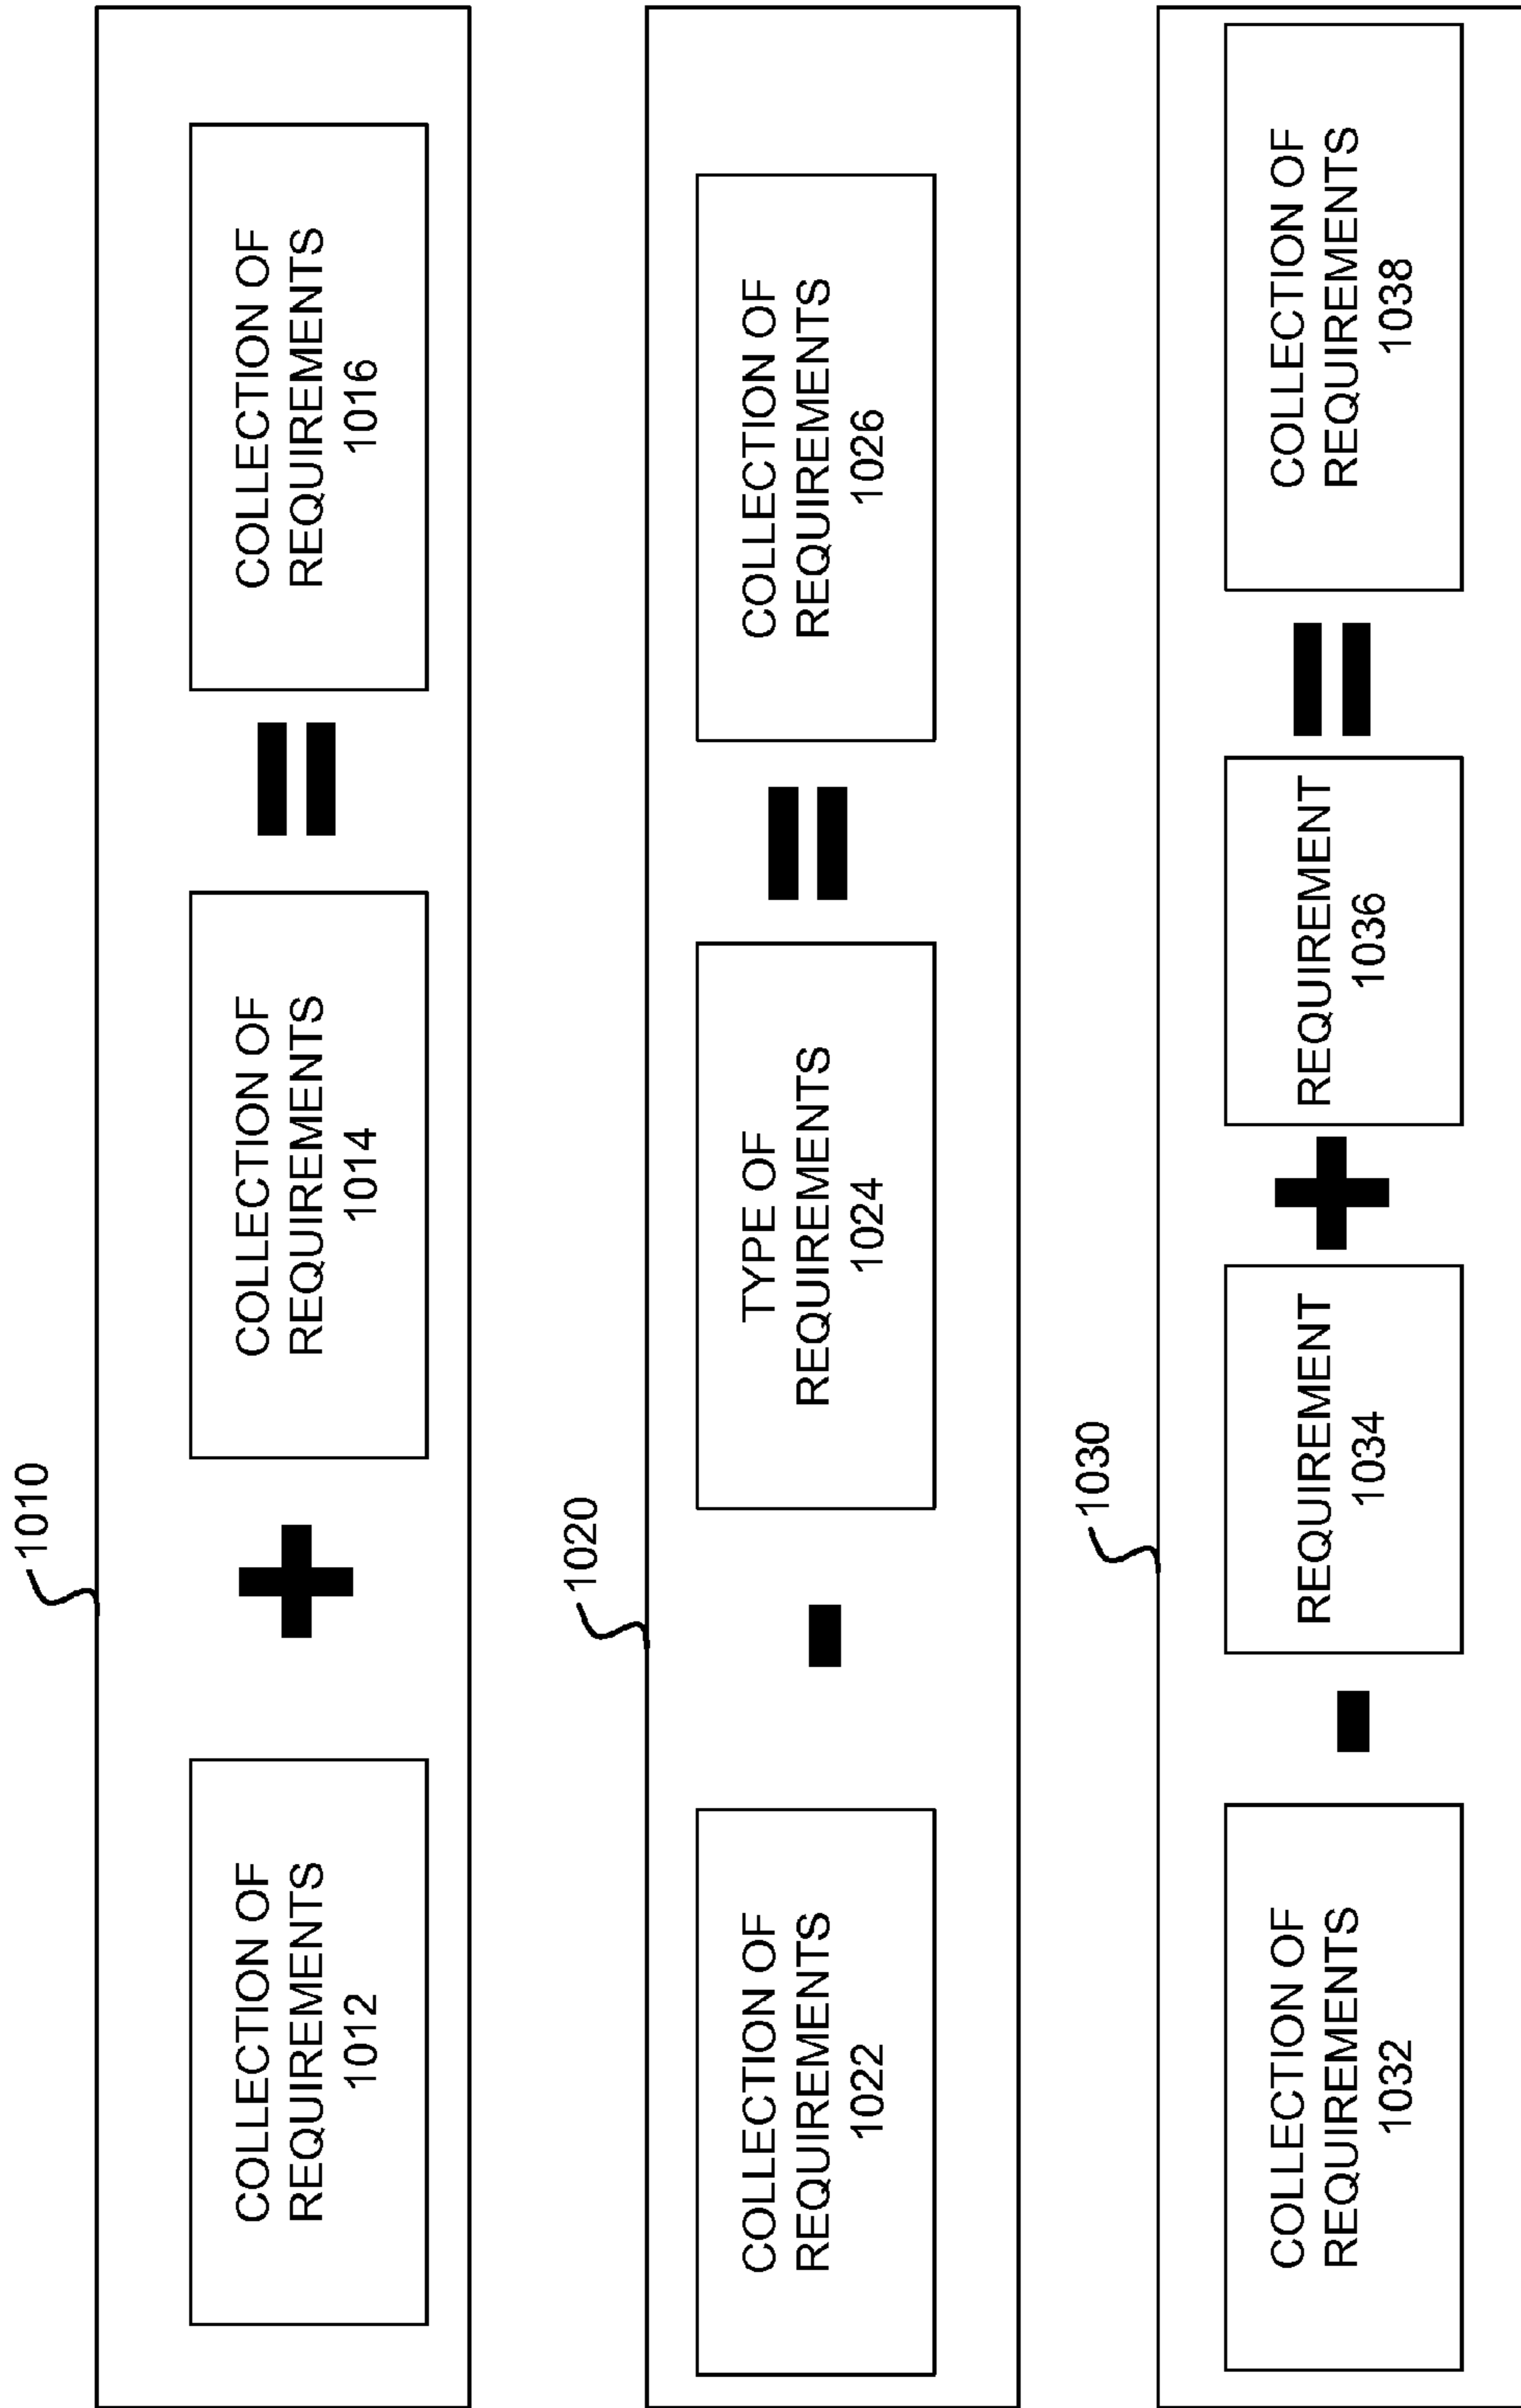 1010
COLLECTION OF
REQUIREMENTS
1012
+
COLLECTION OF
REQUIREMENTS
1014
=
COLLECTION OF
REQUIREMENTS
1016
1020
COLLECTION OF
REQUIREMENTS
1022
-
TYPE OF
REQUIREMENTS
1024
=
COLLECTION OF
REQUIREMENTS
1026
1030
COLLECTION OF
REQUIREMENTS
1032
-
REQUIREMENT
1034
+
REQUIREMENT
1036
=
COLLECTION OF
REQUIREMENTS
1038